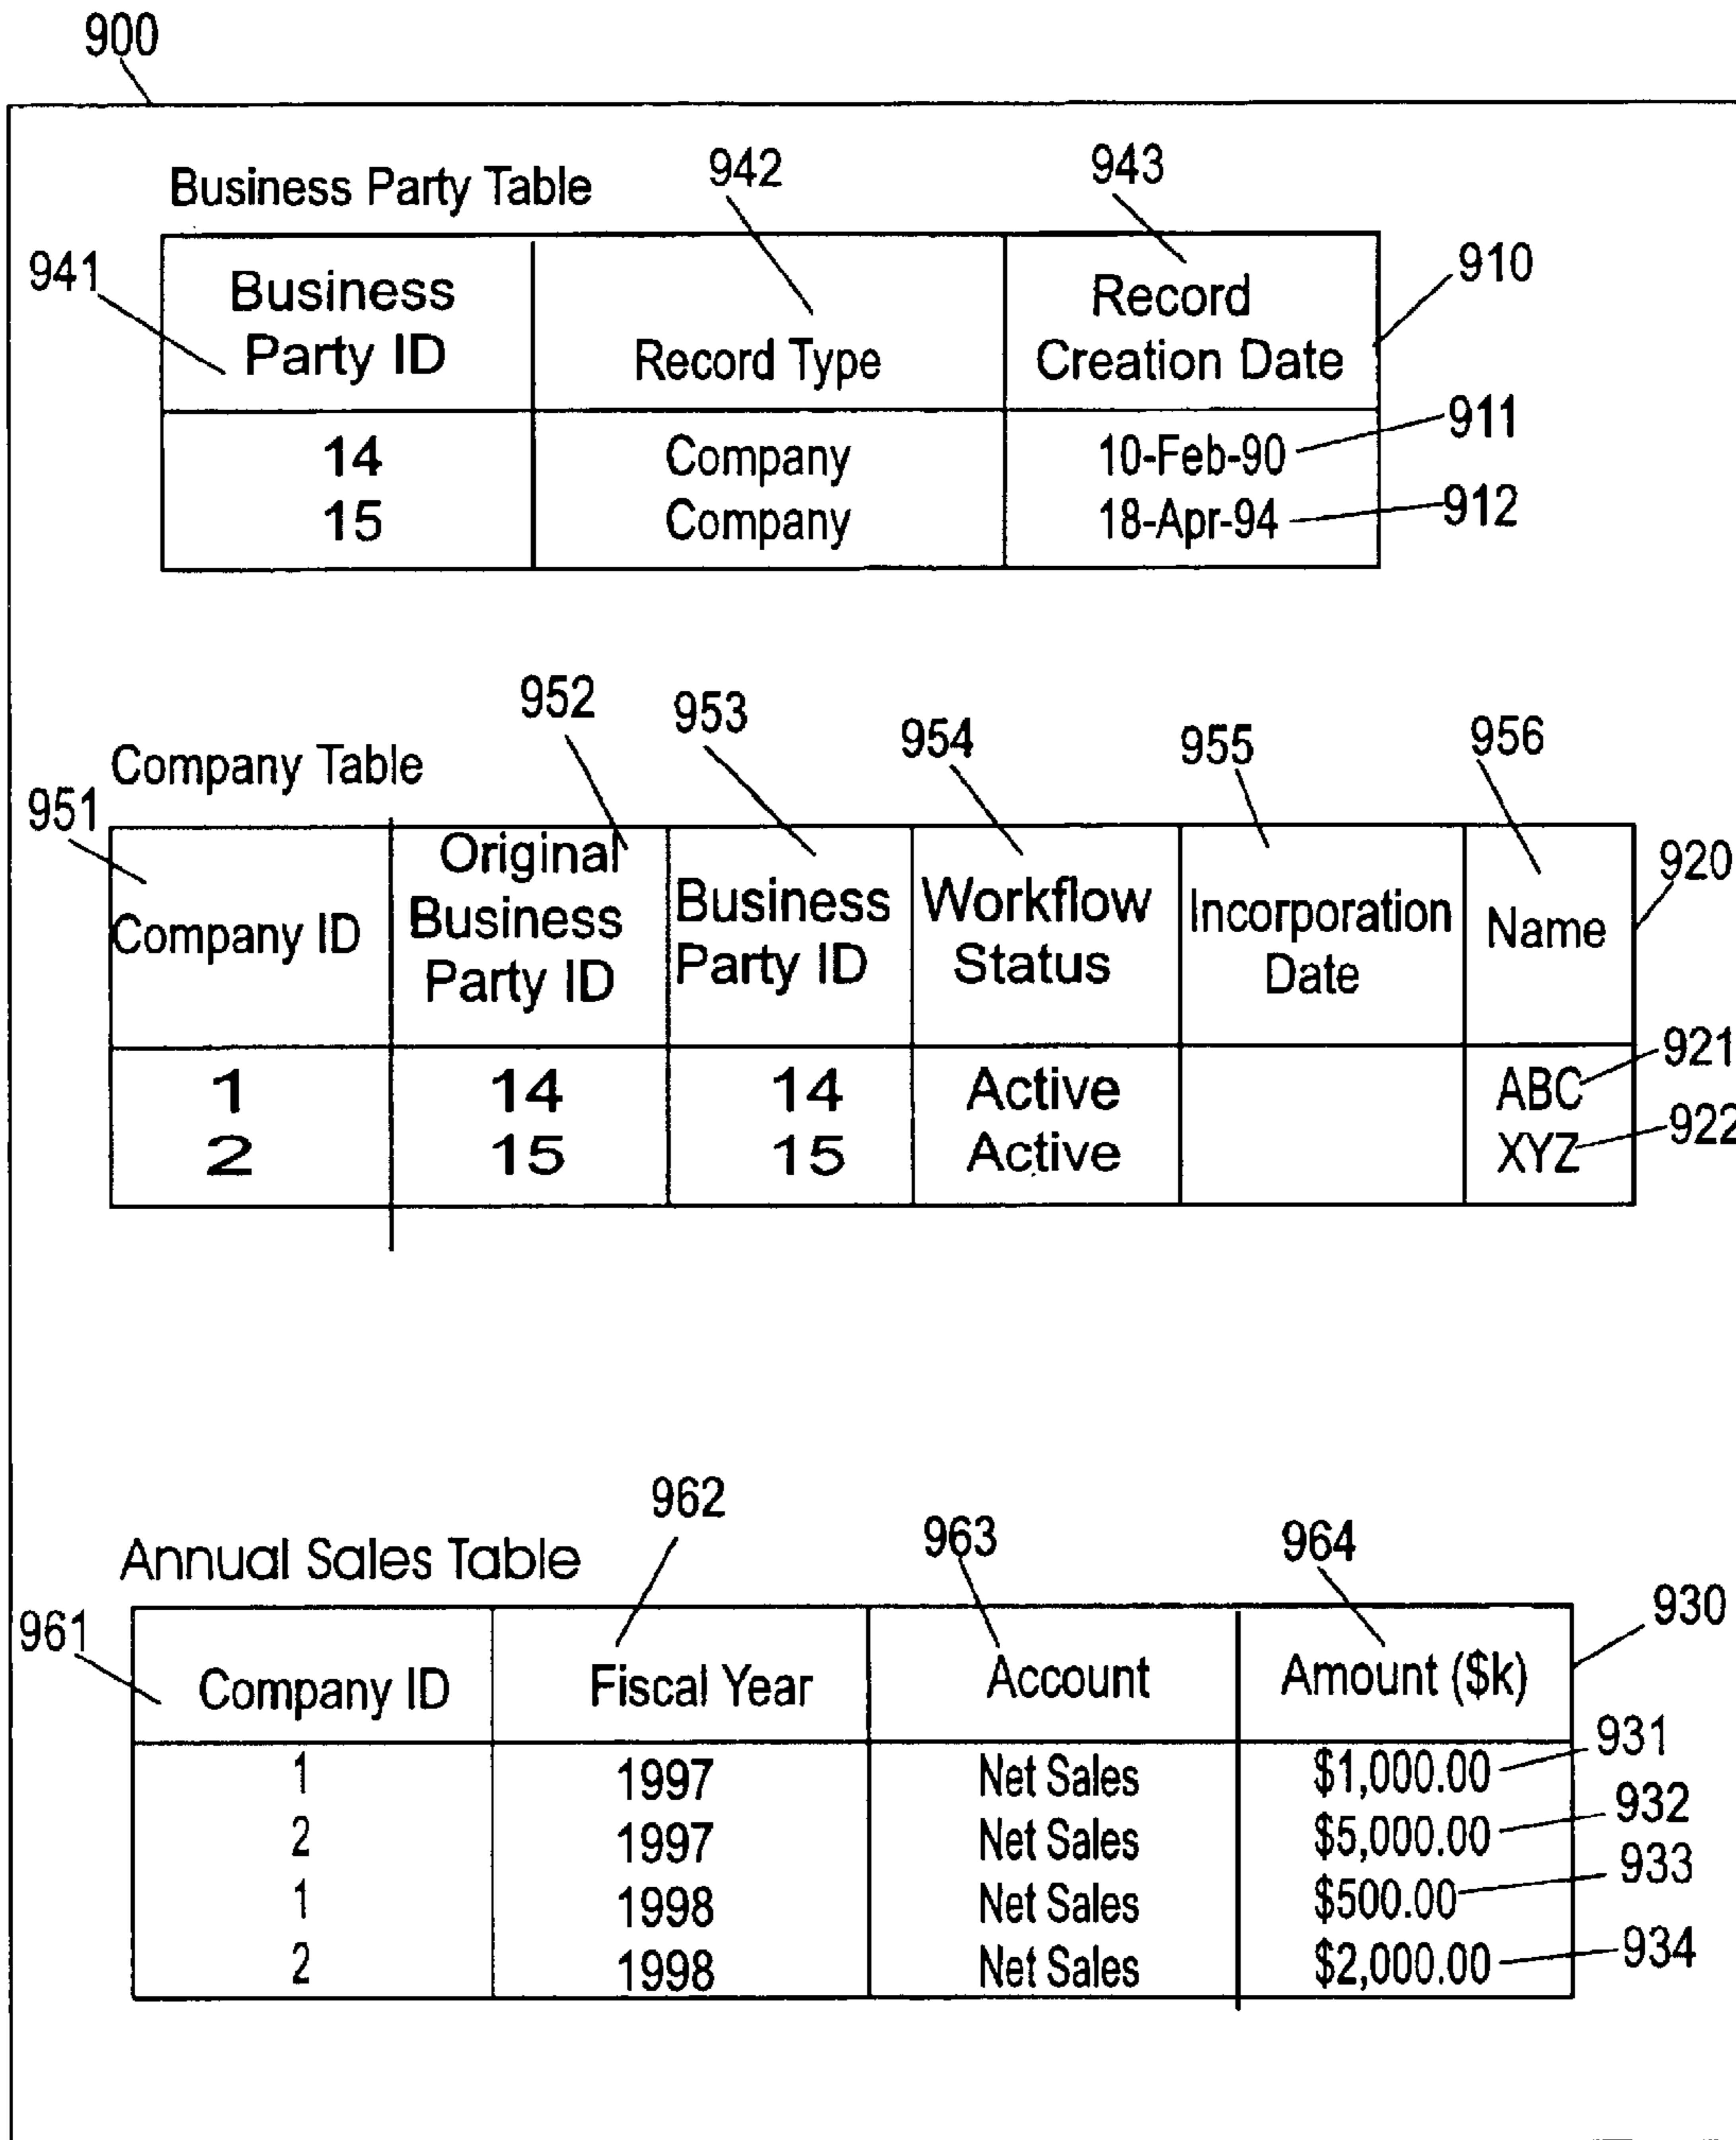 900
Business Party Table
942
943
941
910
Business Party ID
Record Type
Record Creation Date
14 Company 10-Feb-90
911
15 Company 18-Apr-94
912
952
953
954
955
956
Company Table
951
920
Company ID
Original Business Party ID
Business Party ID
Workflow Status
Incorporation Date
Name
1 14 14 Active ABC
921
2 15 15 Active XYZ
922
962
963
964
Annual Sales Table
961
930
Company ID Fiscal Year Account Amount ($k)
1 1997 Net Sales $1,000.00
931
2 1997 Net Sales $5,000.00
932
1 1998 Net Sales $500.00
933
2 1998 Net Sales $2,000.00
934